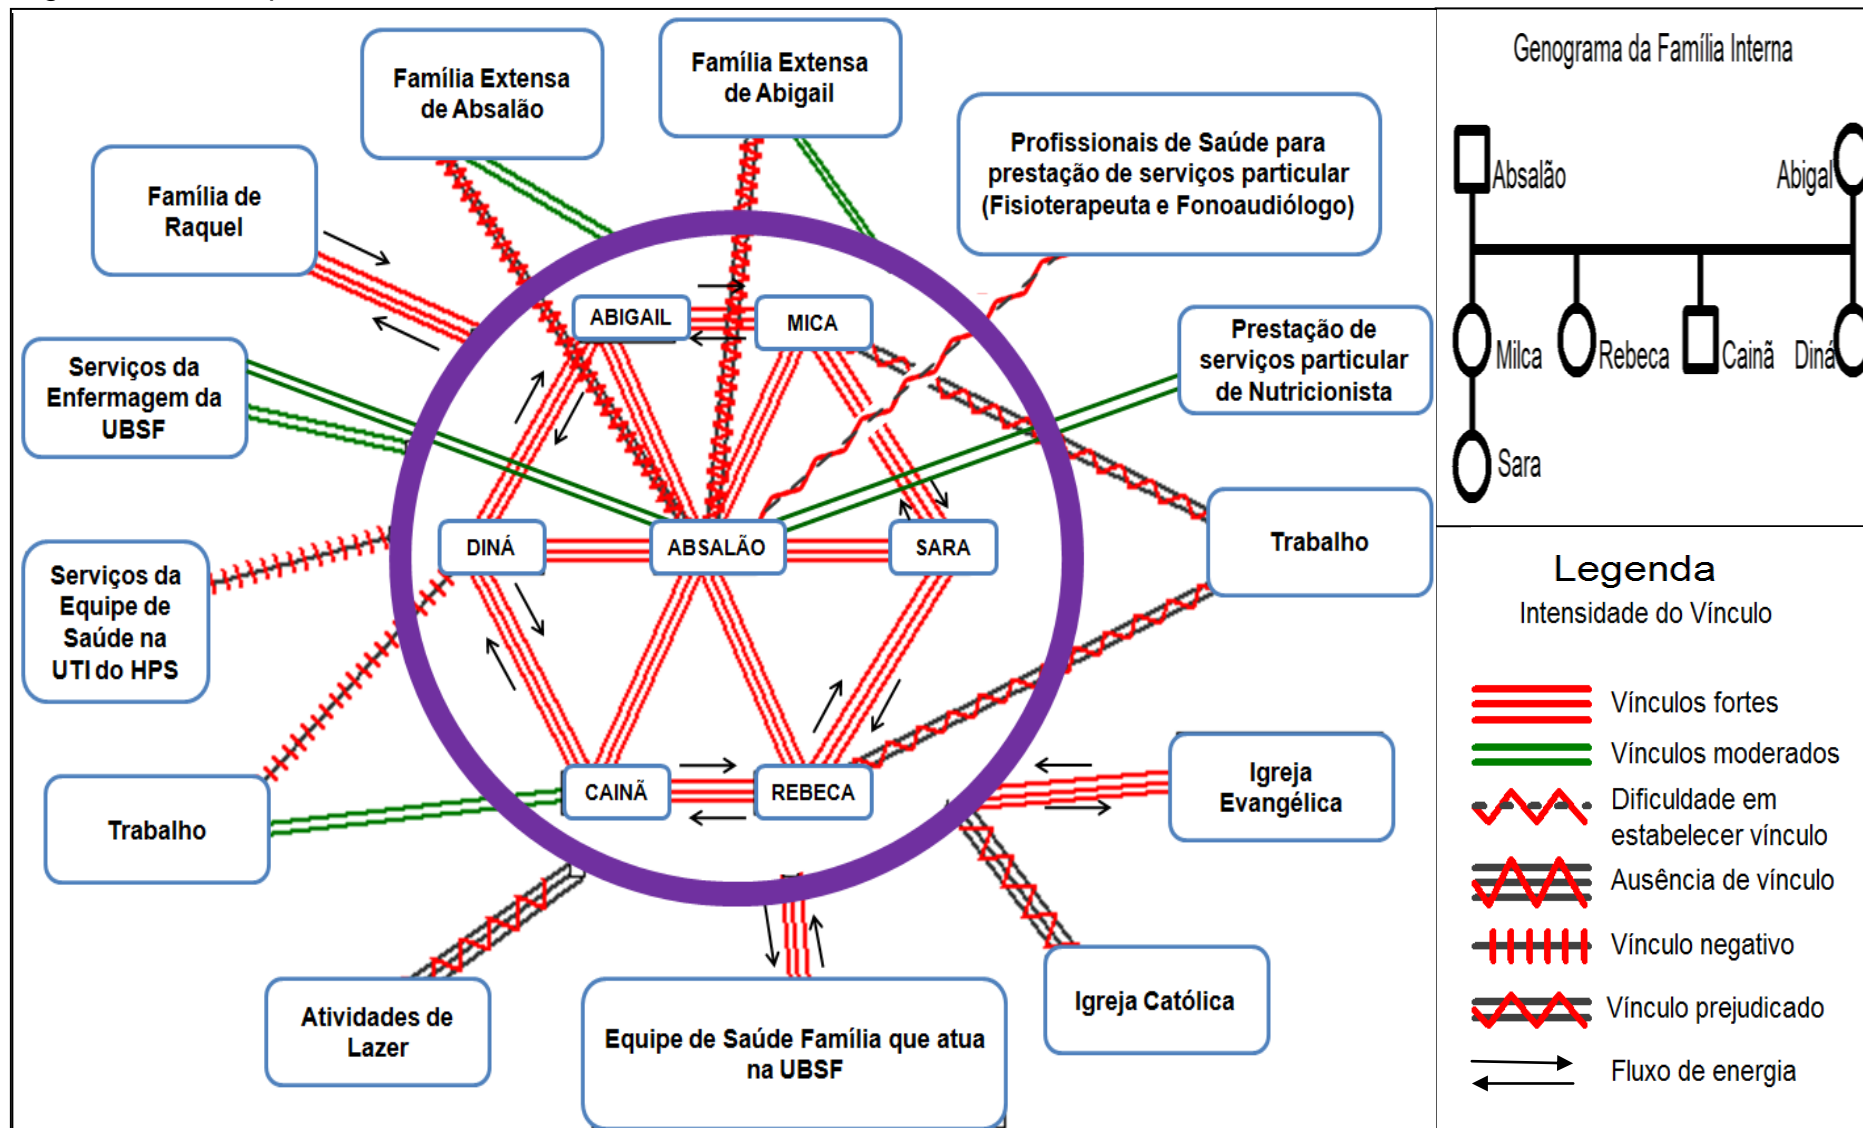 Família Extensa
de Absalão
Família Extensa
de Abigail
Profissionais de Saúde para
prestação de serviços particular
(Fisioterapeuta e Fonoaudiólogo)
Família de
Raquel
Serviços da
Enfermagem da
UBSF
Prestação de
serviços particular
de Nutricionista
ABIGAIL
MICA
DINÁ
ABSALÃO
SARA
CAINÃ
REBECA
Serviços da
Equipe de
Saúde na
UTI do HPS
Trabalho
Trabalho
Igreja
Evangélica
Atividades de
Lazer
Equipe de Saúde Família que atua
na UBSF
Igreja Católica
Genograma da Família Interna
Absalão
Abigal
Milca
Rebeca
Cainã
Diná
Sara
Legenda
Intensidade do Vínculo
Vínculos fortes
Vínculos moderados
Dificuldade em
estabelecer vínculo
Ausência de vínculo
Vínculo negativo
Vínculo prejudicado
Fluxo de energia